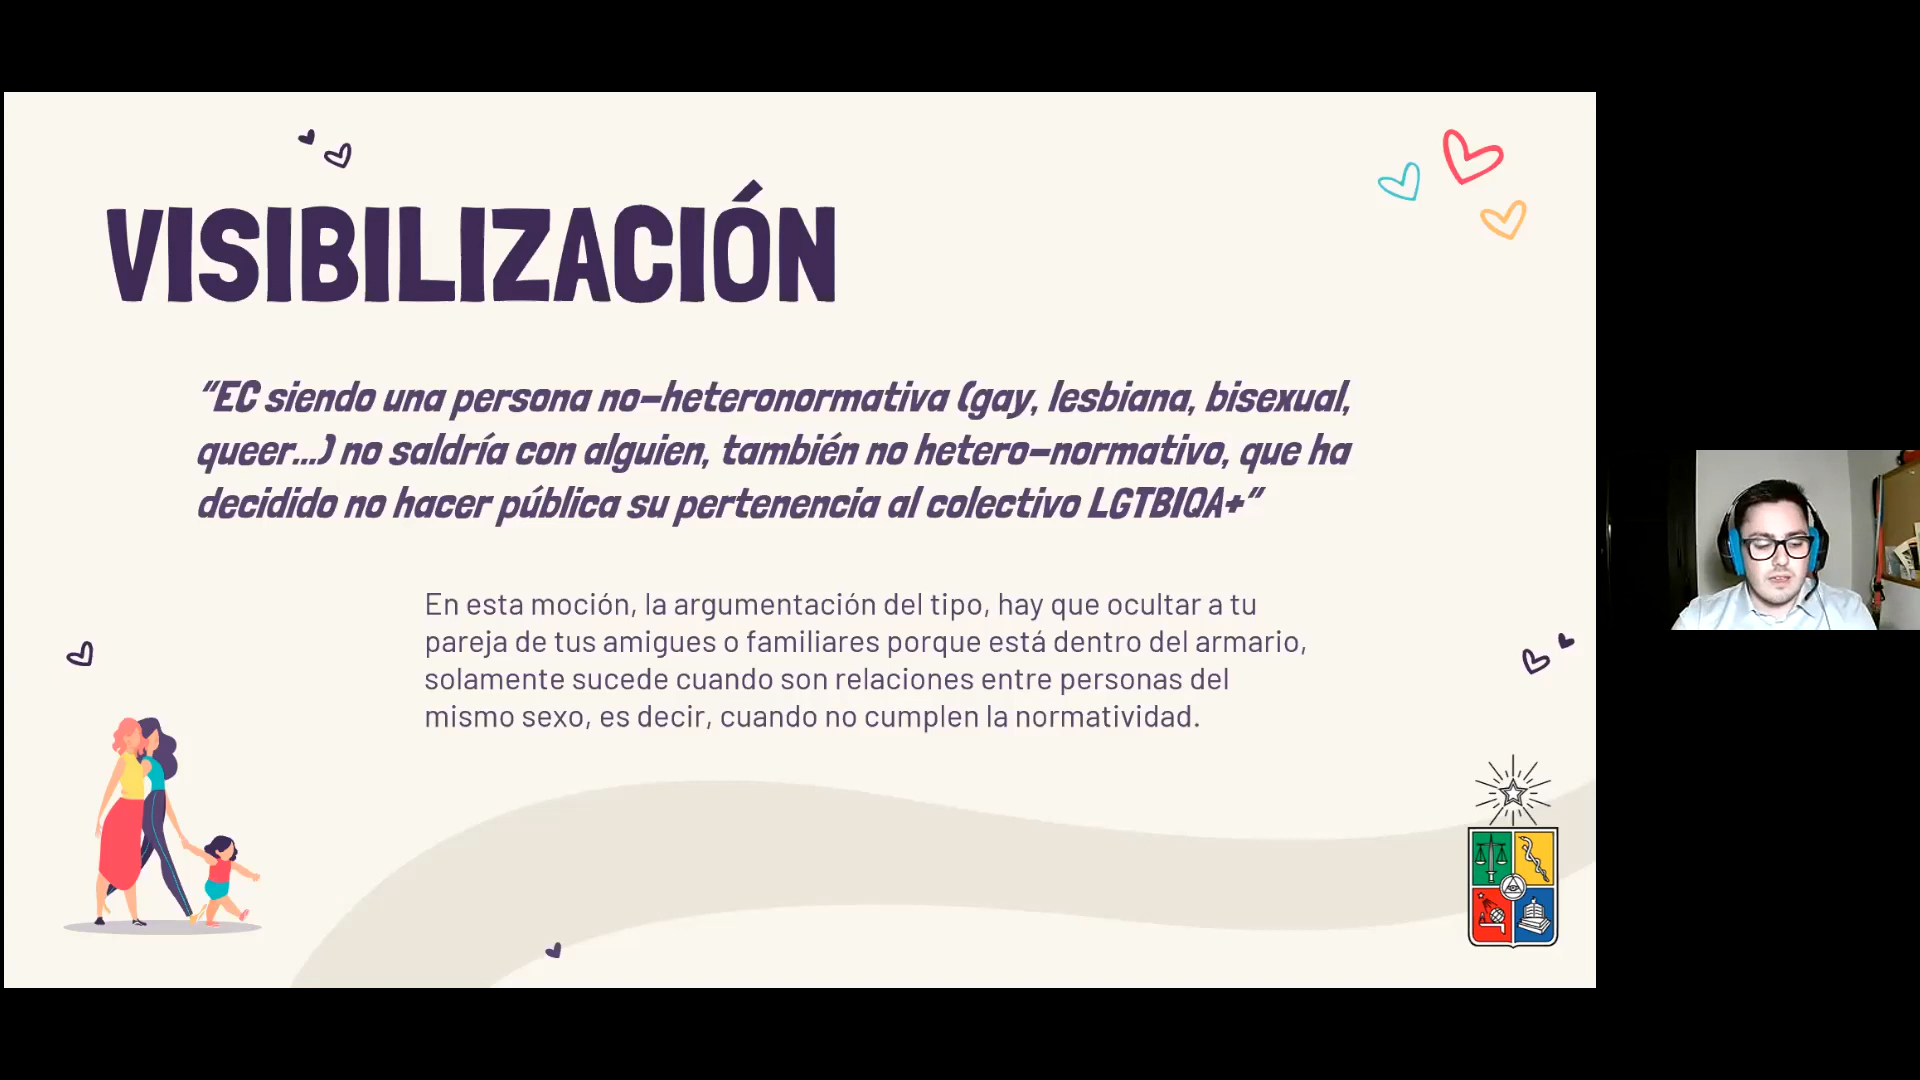 VISIBILIZACIÓN
“EC siendo una persona no-heteronormativa (gay, lesbiana, bisexual,
queer...) no saldría con alguien, también no hetero-normativo, que ha
decidido no hacer pública su pertenencia al colectivo LGTBIQA+”
En esta moción, la argumentación del tipo, hay que ocultar a tu
pareja de tus amigues o familiares porque está dentro del armario,
solamente sucede cuando son relaciones entre personas del
mismo sexo, es decir, cuando no cumplen la normatividad.